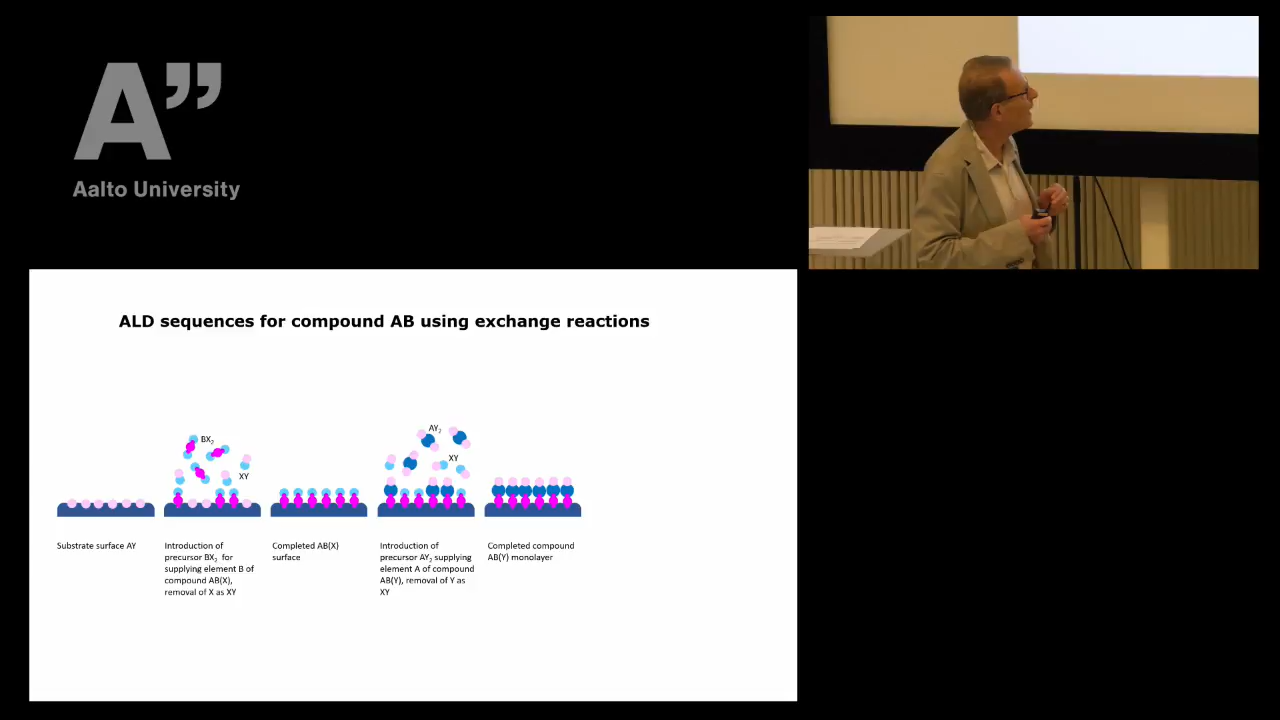 A”
Aalto University
ALD sequences for compound AB using exchange reactions
BX₂
XY
AY₂
XY
Substrate surface AY
Introduction of
precursor BX₂ for
supplying element B of
compound AB(X),
removal of X as XY
Completed AB(X)
surface
Introduction of
precursor AY₂ supplying
element A of compound
AB(Y), removal of Y as
XY
Completed compound
AB(Y) monolayer